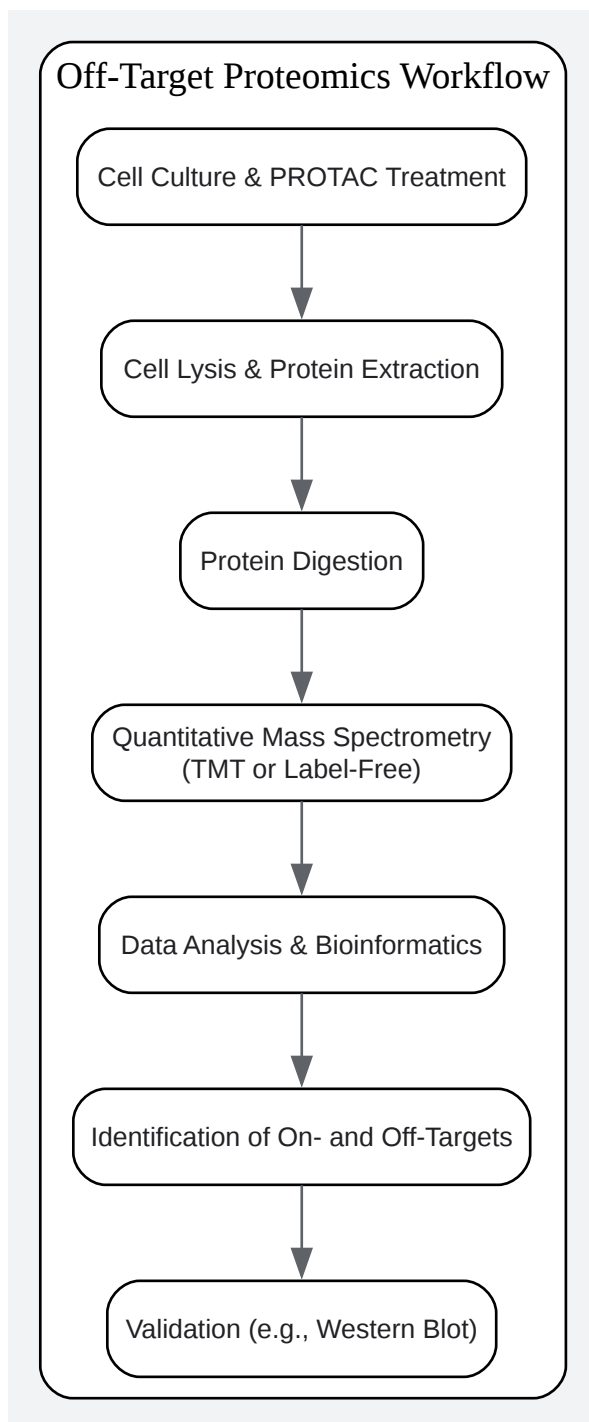 Off-Target Proteomics Workflow
Cell Culture & PROTAC Treatment
Cell Lysis & Protein Extraction
Protein Digestion
Quantitative Mass Spectrometry
(TMT or Label-Free)
Data Analysis & Bioinformatics
Identification of On- and Off-Targets
Validation (e.g., Western Blot)